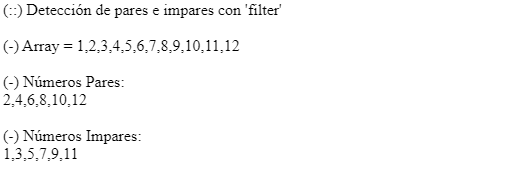 (::) Detección de pares e impares con 'filter'
(-) Array = 1,2,3,4,5,6,7,8,9,10,11,12
(-) Números Pares:
2,4,6,8,10,12
(-) Números Impares:
1,3,5,7,9,11